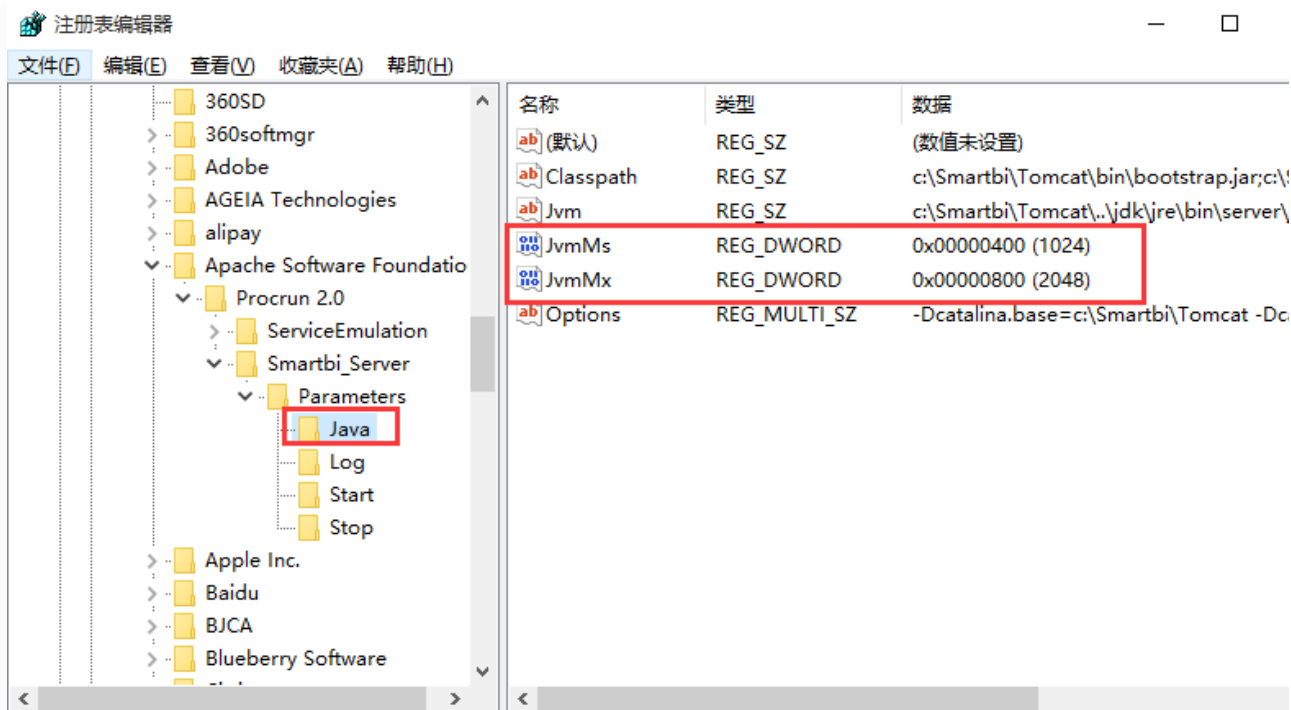 注册表编辑器
文件(F) 编辑(E) 查看(V) 收藏夹(A) 帮助(H)
360SD
360softmgr
Adobe
AGEIA Technologies
alipay
Apache Software Foundatio
Procrun 2.0
ServiceEmulation
Smartbi_Server
Parameters
Java
Log
Start
Stop
Apple Inc.
Baidu
BJCA
Blueberry Software
名称 类型 数据
(默认) REG_SZ (数值未设置)
Classpath REG_SZ c:\Smartbi\Tomcat\bin\bootstrap.jar;c:\
Jvm REG_SZ c:\Smartbi\Tomcat\..\jdk\jre\bin\server\
JvmMs REG_DWORD 0x00000400 (1024)
JvmMx REG_DWORD 0x00000800 (2048)
Options REG_MULTI_SZ -Dcatalina.base=c:\Smartbi\Tomcat